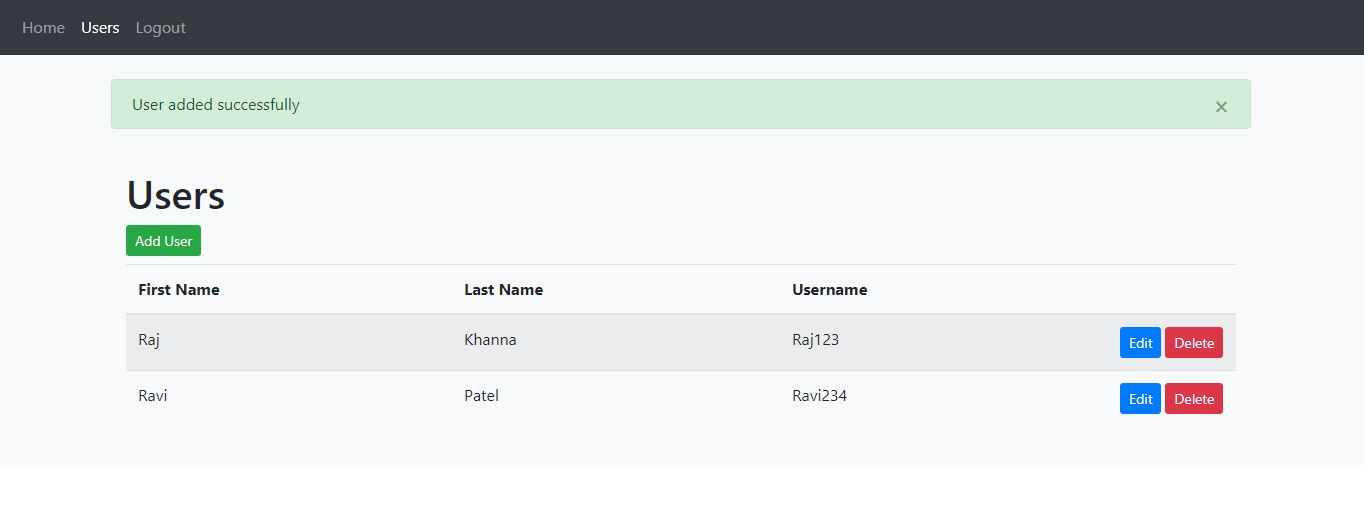 Home Users Logout
User added successfully ×
Users
Add User
First Name Last Name Username
Raj Khanna Raj123 Edit Delete
Ravi Patel Ravi234 Edit Delete